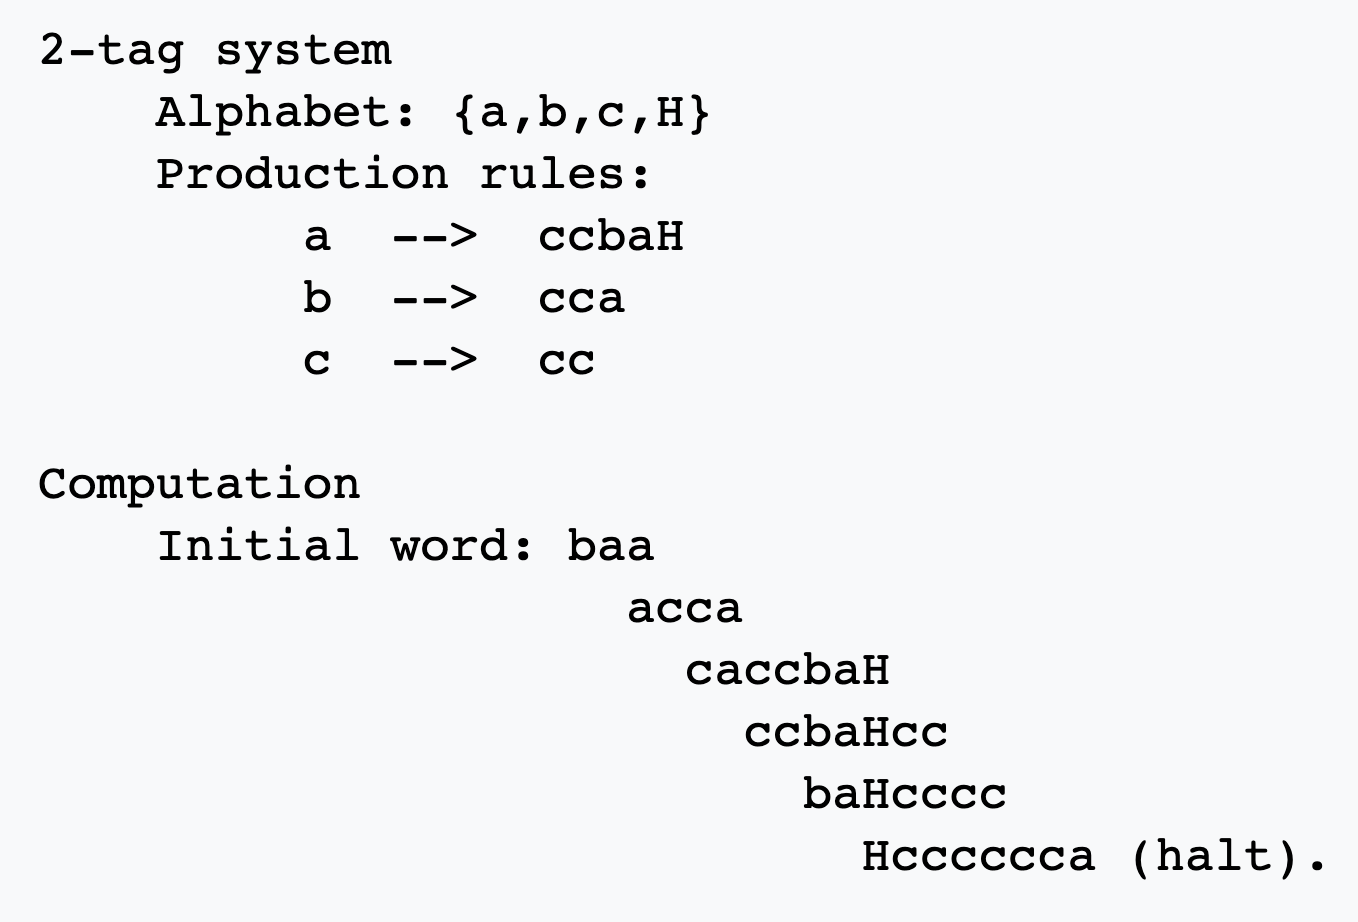 2-tag system
Alphabet: {a,b,c,H}
Production rules:
a --> ccbaH
b --> cca
c --> cc
Computation
Initial word: baa
acca
caccbaH
ccbaHcc
baHcccc
Hcccccca (halt).